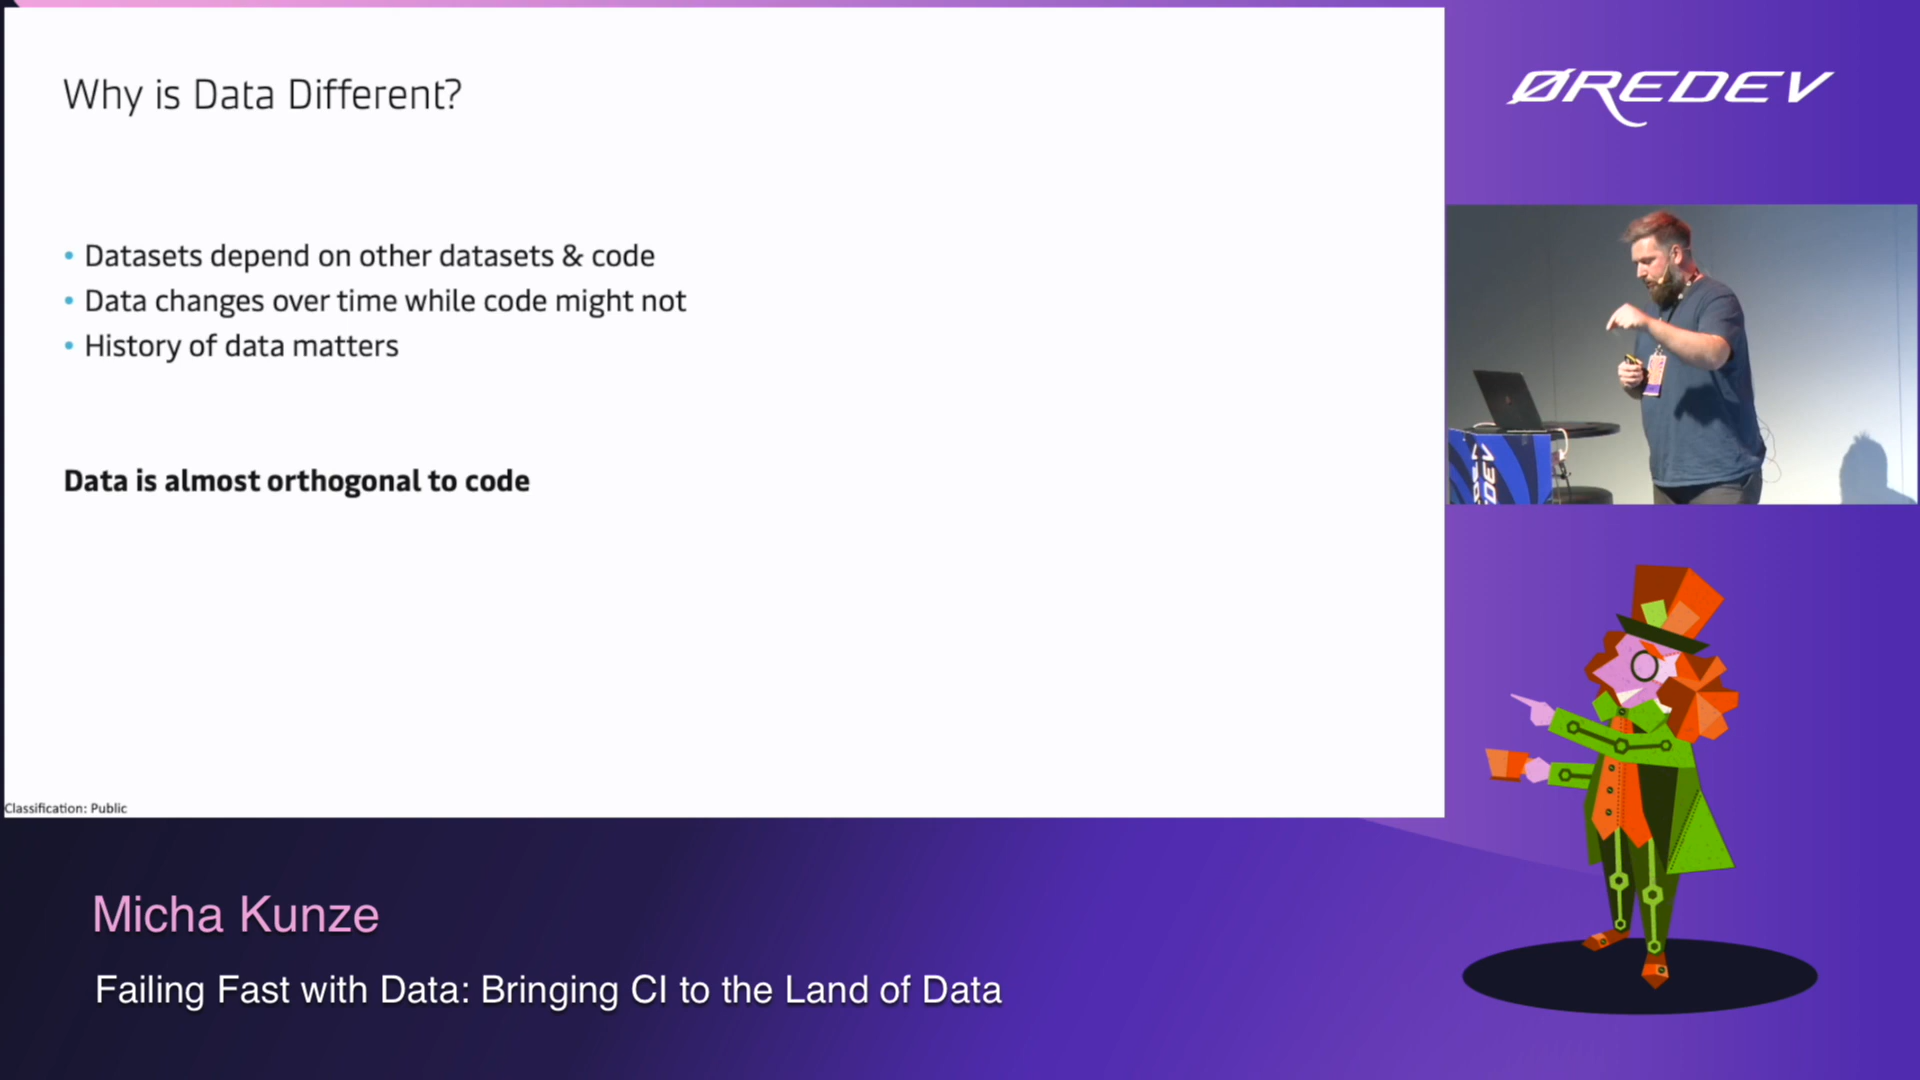 Why is Data Different?
ØREDEV
• Datasets depend on other datasets & code
• Data changes over time while code might not
• History of data matters
Data is almost orthogonal to code
Classification: Public
Micha Kunze
Failing Fast with Data: Bringing CI to the Land of Data